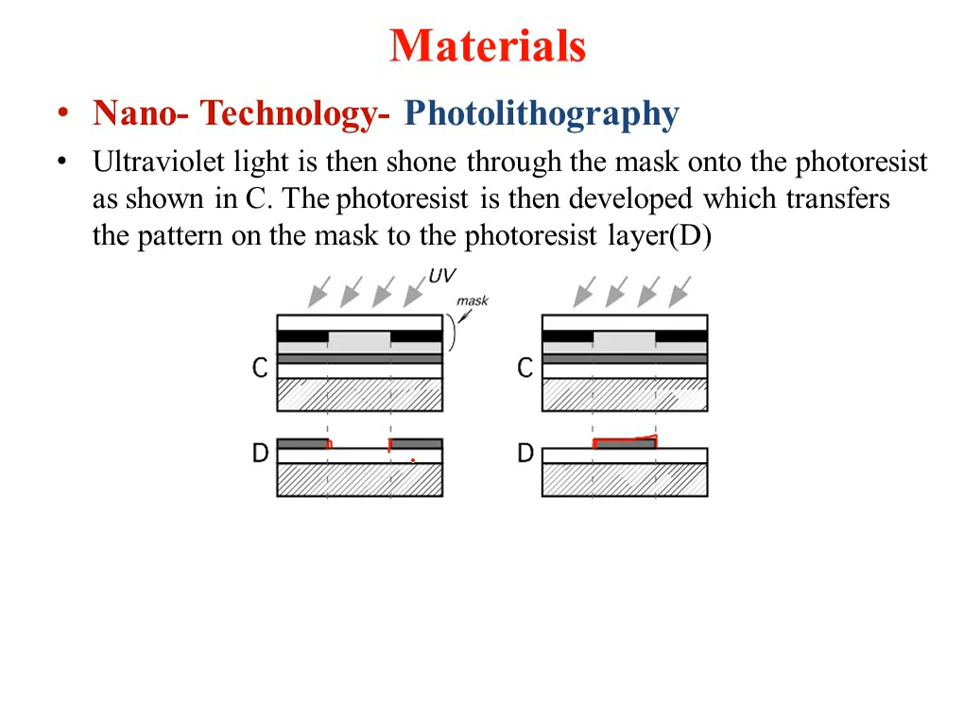 Materials
• Nano- Technology- Photolithography
• Ultraviolet light is then shone through the mask onto the photoresist
as shown in C. The photoresist is then developed which transfers
the pattern on the mask to the photoresist layer(D)
UV
mask
C
C
D
D